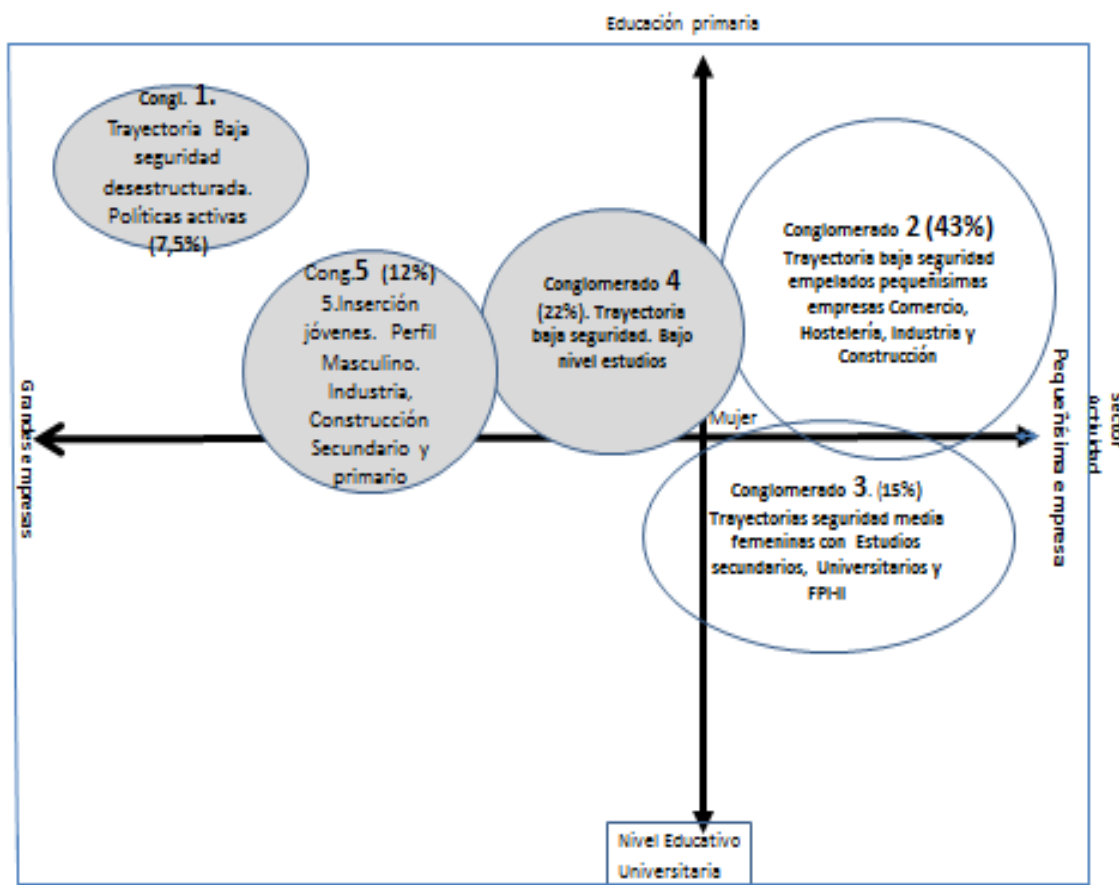 Educación primaria
Congl. 1.
Trayectoria Baja
seguridad
desestructurada.
Políticas activas
(7,5%)
Cong.5 (12%)
5.Inserción
jóvenes. Perfil
Masculino.
Industria,
Construcción
Secundario y
primario
Conglomerado 4
(22%). Trayectoria
baja seguridad. Bajo
nivel estudios
Conglomerado 2 (43%)
Trayectoria baja seguridad
empelados pequeñísimas
empresas Comercio,
Hostelería, Industria y
Construcción
Mujer
Conglomerado 3. (15%)
Trayectorias seguridad media
femeninas con Estudios
secundarios, Universitarios y
FPHI
Grandes empresas
Pequeñísima empresa
sector
Actividad
Nivel Educativo
Universitaria